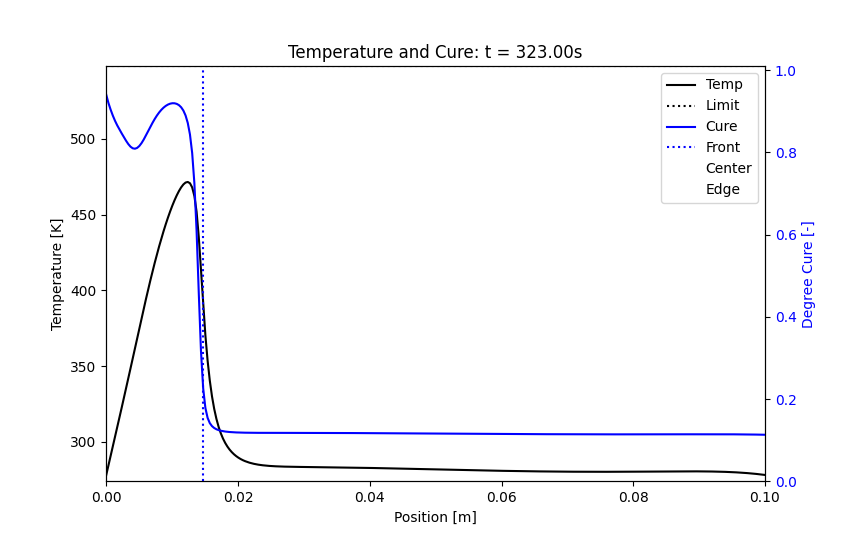 Temperature and Cure: t = 323.00s
Temp
Limit
Cure
Front
Center
Edge
500
450
400
350
300
Temperature [K]
1.0
0.8
0.6
0.4
0.2
0.0
Degree Cure [-]
0.00 0.02 0.04 0.06 0.08 0.10
Position [m]